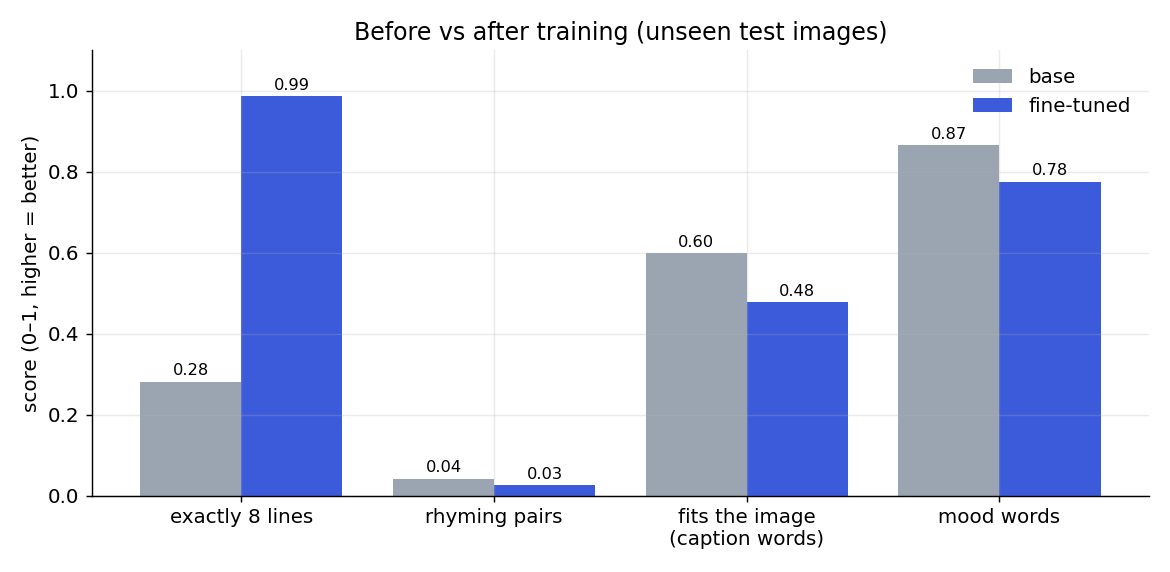 Before vs after training (unseen test images)
base
fine-tuned
score (0–1, higher = better)
1.0
0.8
0.6
0.4
0.2
0.0
0.28
0.99
0.04
0.03
0.60
0.48
0.87
0.78
exactly 8 lines
rhyming pairs
fits the image
(caption words)
mood words